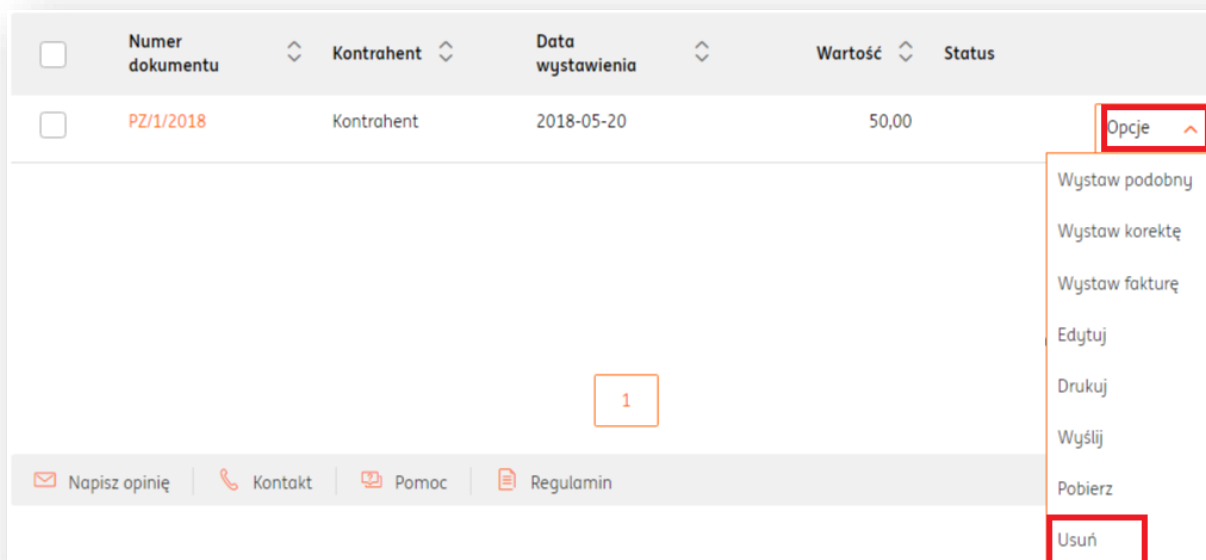 Numer dokumentu Kontrahent Data wystawienia Wartość Status
PZ/1/2018 Kontrahent 2018-05-20 50,00 Opcje
Wystaw podobny
Wystaw korektę
Wystaw fakturę
Edytuj
Drukuj
1
Wyślij
Napisz opinię Kontakt Pomoc Regulamin
Pobierz
Usuń